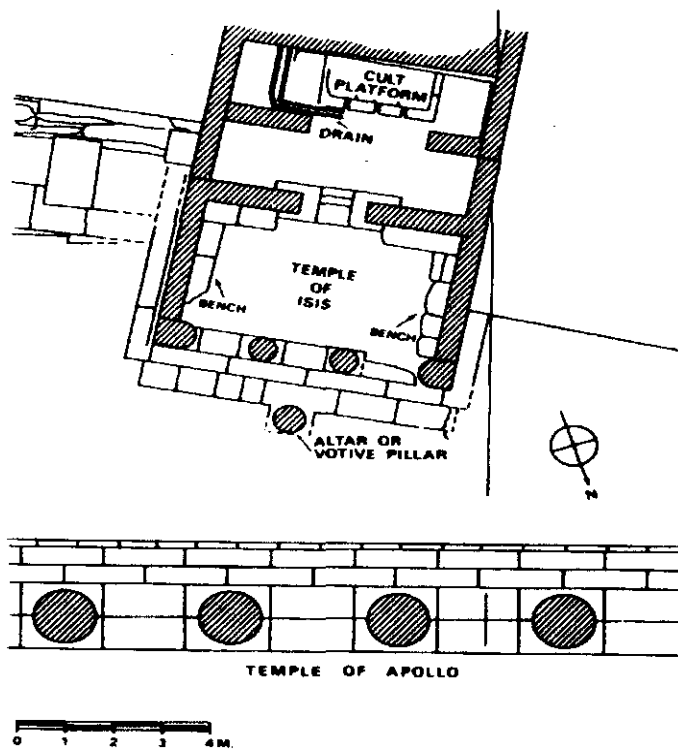 CULT
PLATFORM
DRAIN
TEMPLE
OF
ISIS
BENCH
BENCH
ALTAR OR
VOTIVE PILLAR
N
TEMPLE OF APOLLO
0 1 2 3 4 M.